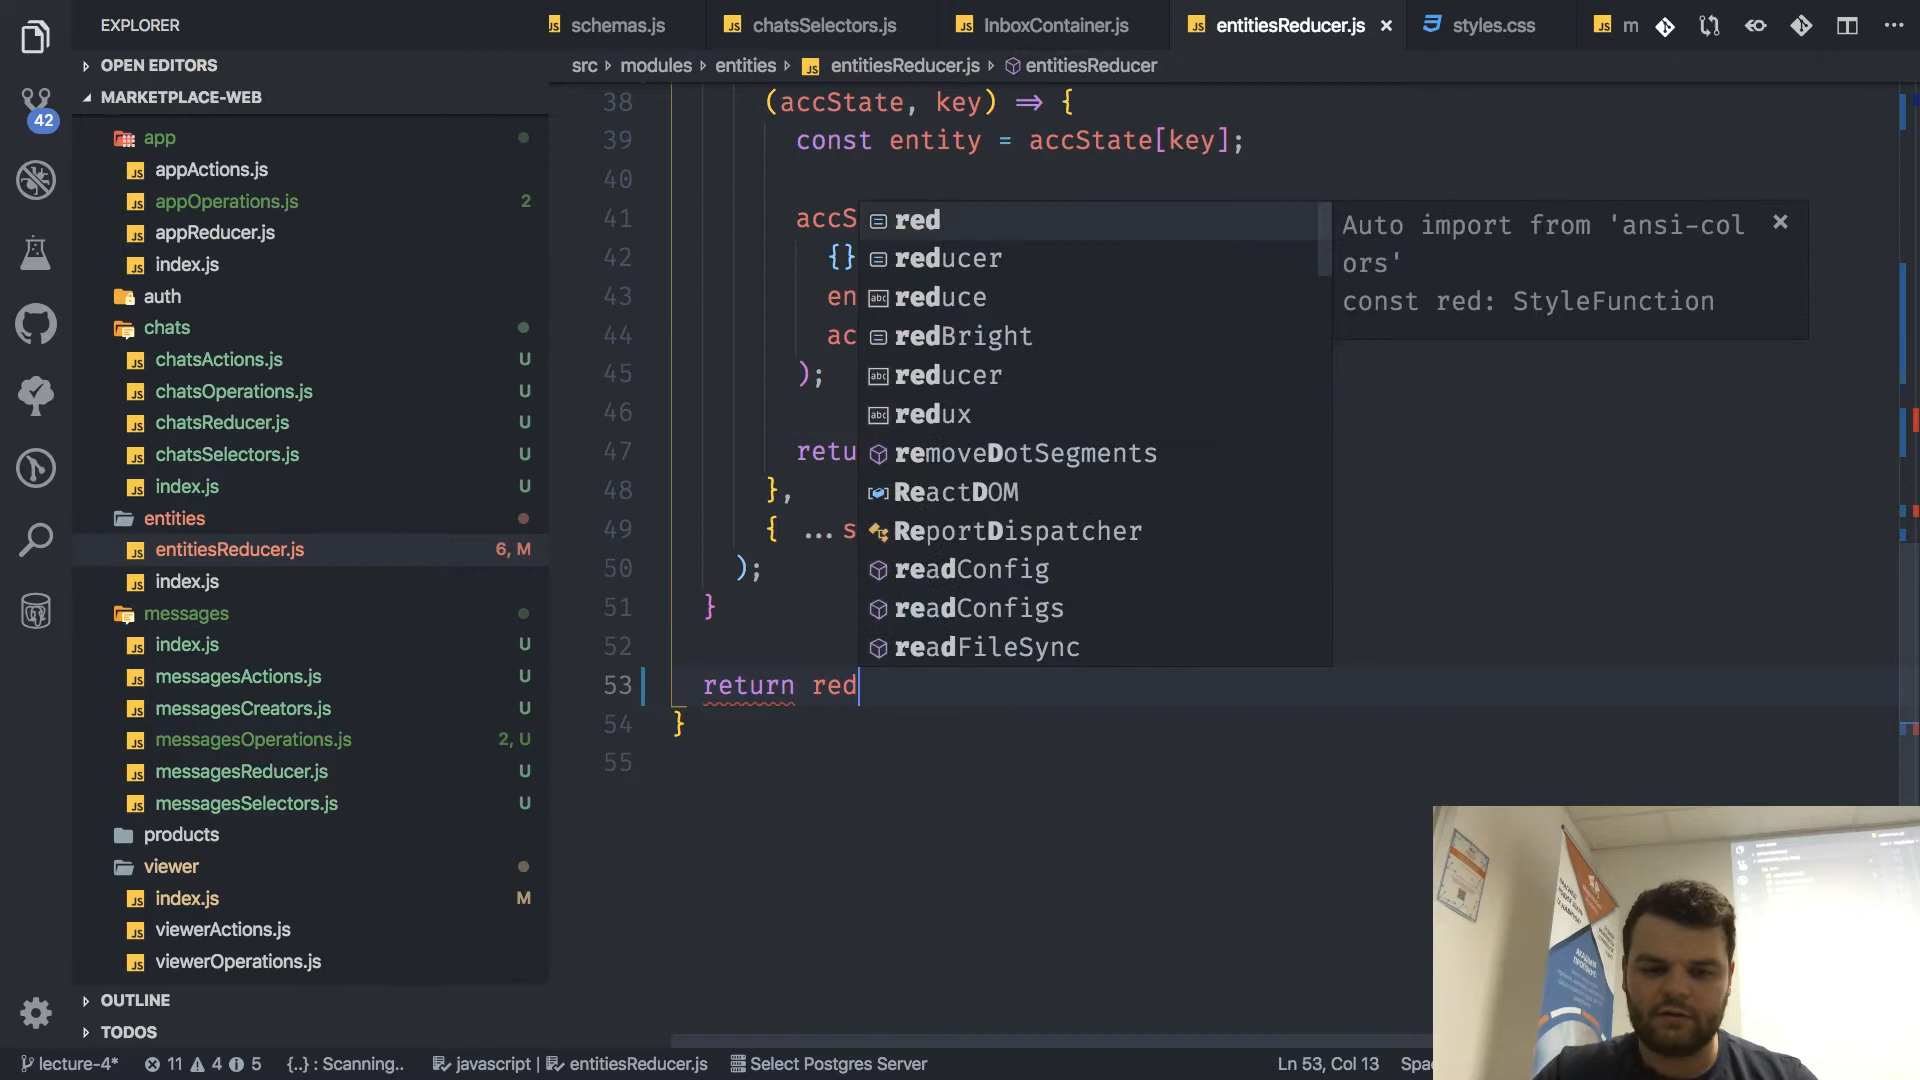 EXPLORER
OPEN EDITORS
MARKETPLACE-WEB
app
appActions.js
appOperations.js 2
appReducer.js
index.js
auth
chats
chatsActions.js U
chatsOperations.js U
chatsReducer.js U
chatsSelectors.js U
index.js U
entities
entitiesReducer.js 6, M
index.js
messages
index.js U
messagesActions.js U
messagesCreators.js U
messagesOperations.js 2, U
messagesReducer.js U
messagesSelectors.js U
products
viewer
index.js M
viewerActions.js
viewerOperations.js
OUTLINE
TODOS
42
schemas.js chatsSelectors.js InboxContainer.js entitiesReducer.js × styles.css m
src › modules › entities › entitiesReducer.js › entitiesReducer
38 (accState, key) => {
39 const entity = accState[key];
40
41 accS
42 {}
43 en
44 ac
45 );
46
47 retu
48 },
49 { ...s
50 );
51 }
52
53 return red
54 }
55
red
reducer
reduce
redBright
reducer
redux
removeDotSegments
ReactDOM
ReportDispatcher
readConfig
readConfigs
readFileSync
Auto import from 'ansi-col
ors'
const red: StyleFunction
lecture-4* 11 4 5 {..} : Scanning.. javascript | entitiesReducer.js Select Postgres Server Ln 53, Col 13 Spa